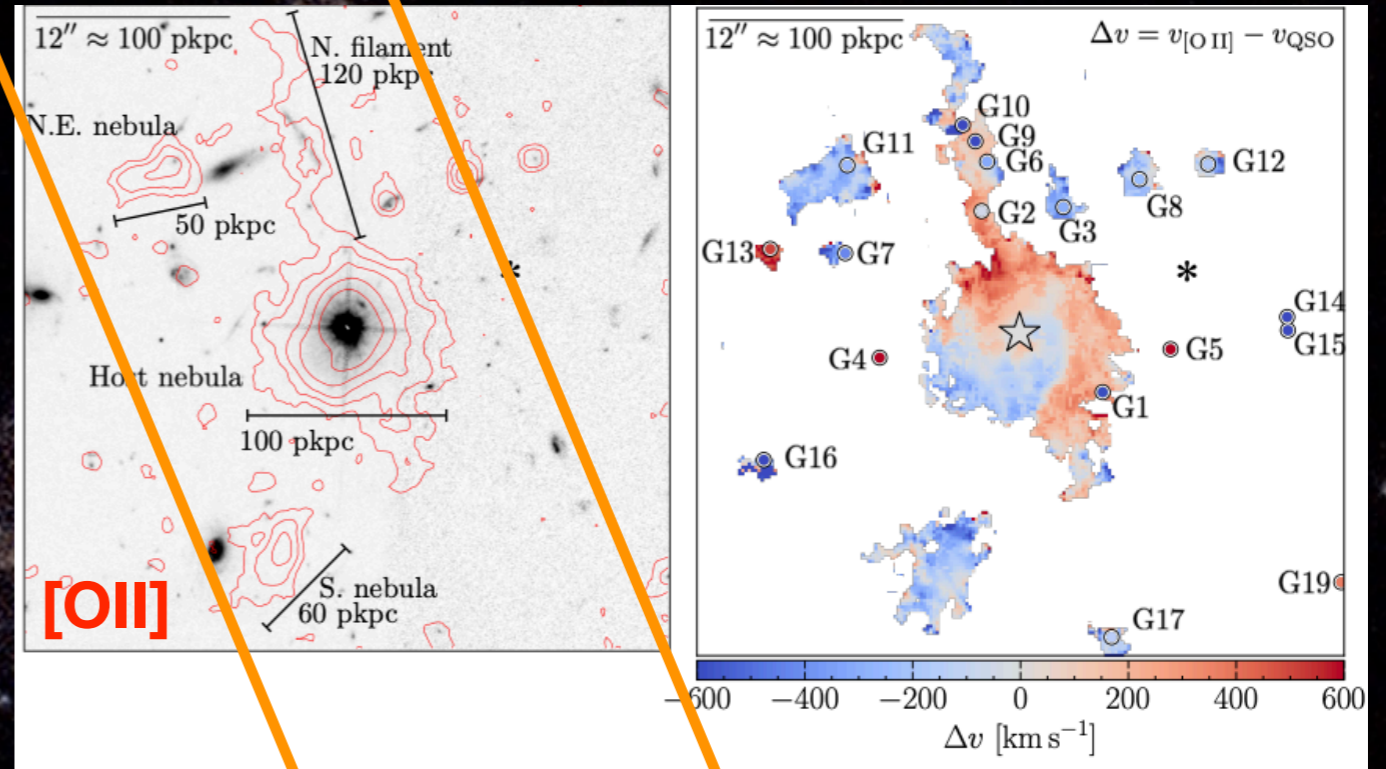 12″ ≈ 100 pkpc
N. filament
120 pkpc
N.E. nebula
50 pkpc
Host nebula
100 pkpc
S. nebula
60 pkpc
[OII]
12″ ≈ 100 pkpc
Δv = v[O II] − vQSO
G10
G9
G11
G6
G12
G8
G2
G3
G13
G7
*
*
G14
G15
G4
G5
G1
G16
G19
G17
−600 −400 −200 0 200 400 600
Δv [km s⁻¹]